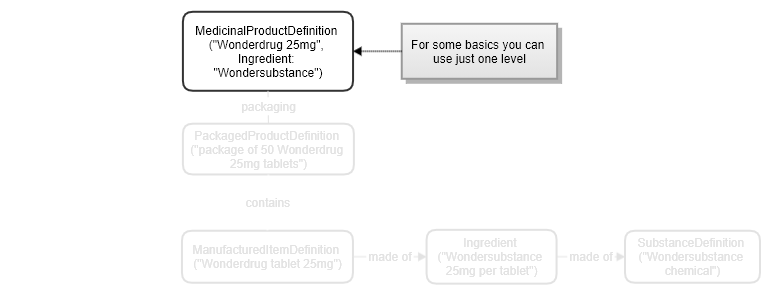 MedicinalProductDefinition
("Wonderdrug 25mg",
Ingredient:
"Wondersubstance")
For some basics you can
use just one level
packaging
PackagedProductDefinition
("package of 50 Wonderdrug
25mg tablets")
contains
ManufacturedItemDefinition
("Wonderdrug tablet 25mg")
made of
Ingredient
("Wondersubstance
25mg per tablet")
made of
SubstanceDefinition
("Wondersubstance
chemical")